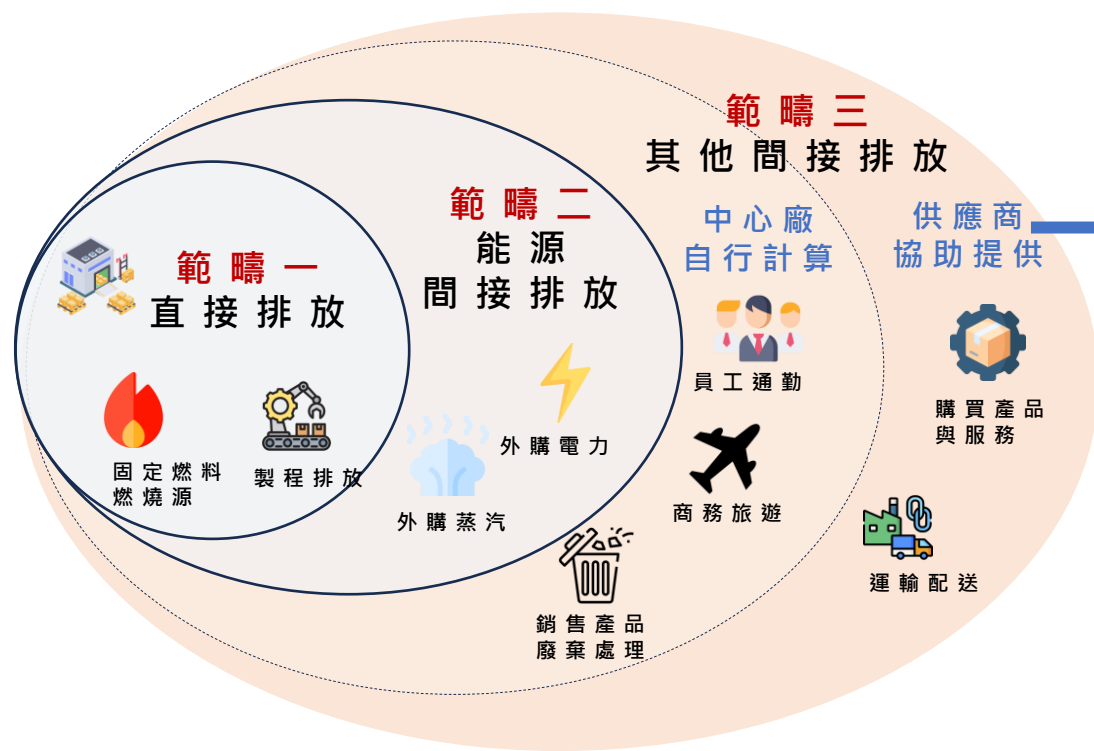 範疇三
其他間接排放
範疇二
能源
間接排放
範疇一
直接排放
中心廠
自行計算
供應商
協助提供
固定燃料
燃燒源
製程排放
外購電力
外購蒸汽
員工通勤
商務旅遊
銷售產品
廢棄處理
購買產品
與服務
運輸配送